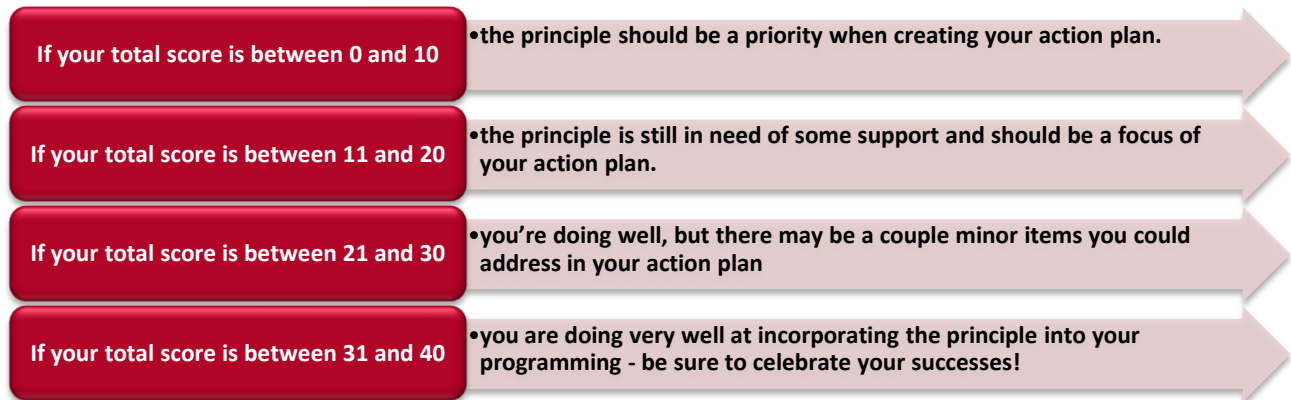 If your total score is between 0 and 10
•the principle should be a priority when creating your action plan.
If your total score is between 11 and 20
•the principle is still in need of some support and should be a focus of
your action plan.
If your total score is between 21 and 30
•you're doing well, but there may be a couple minor items you could
address in your action plan
If your total score is between 31 and 40
•you are doing very well at incorporating the principle into your
programming - be sure to celebrate your successes!